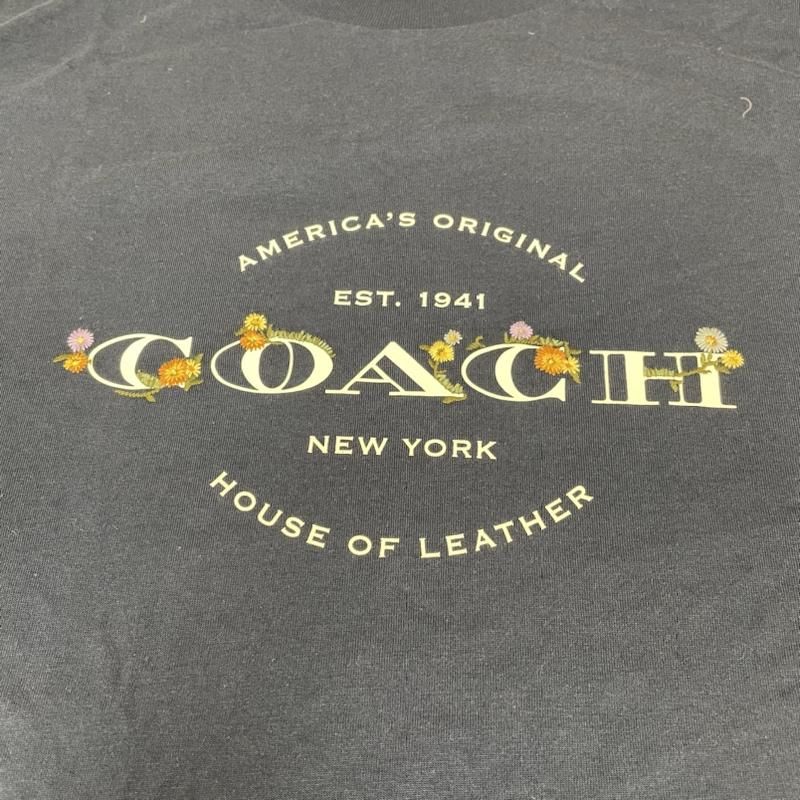 AMERICA'S ORIGINAL
EST. 1941
COACH
NEW YORK
HOUSE OF LEATHER